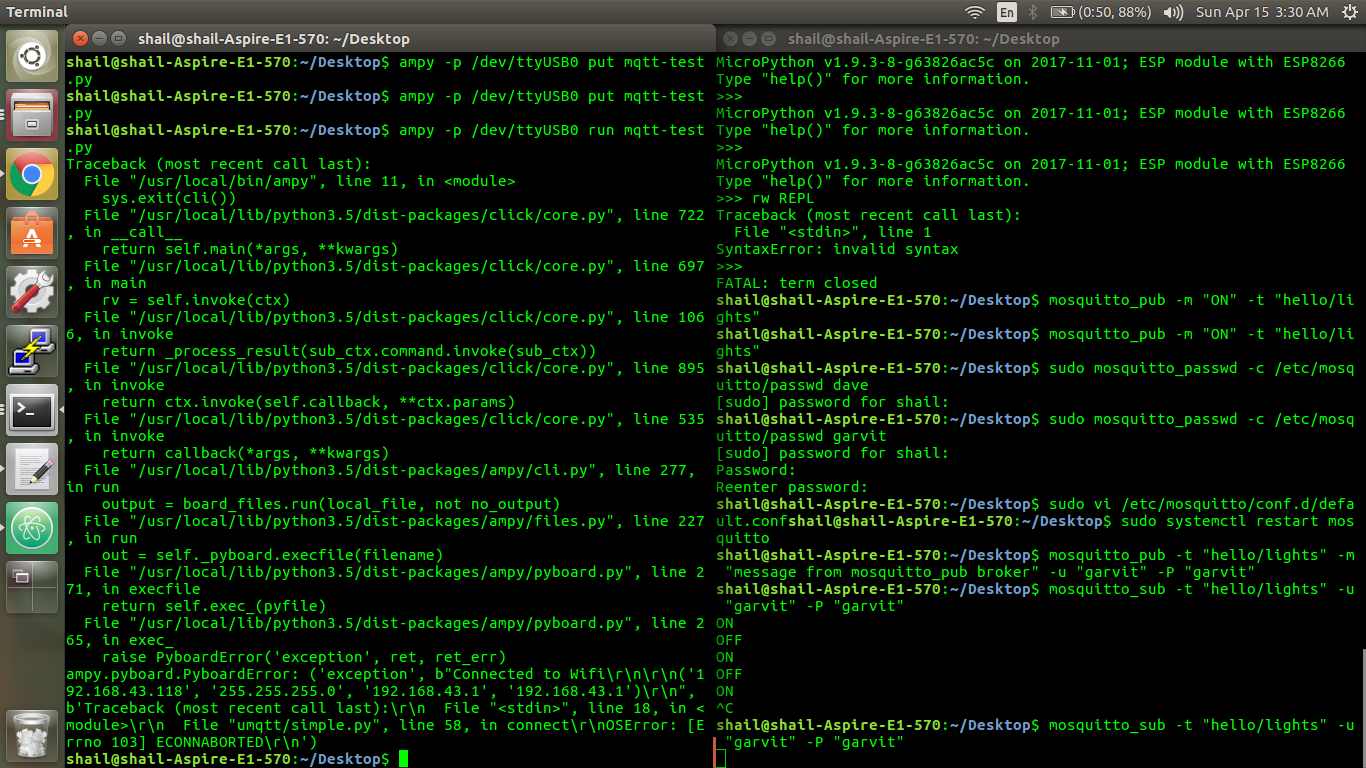 Terminal
En
(0:50, 88%)
Sun Apr 15 3:30 AM
shail@shail-Aspire-E1-570: ~/Desktop
shail@shail-Aspire-E1-570:~/Desktop$ ampy -p /dev/ttyUSB0 put mqtt-test
.py
shail@shail-Aspire-E1-570:~/Desktop$ ampy -p /dev/ttyUSB0 put mqtt-test
.py
shail@shail-Aspire-E1-570:~/Desktop$ ampy -p /dev/ttyUSB0 run mqtt-test
.py
Traceback (most recent call last):
  File "/usr/local/bin/ampy", line 11, in <module>
    sys.exit(cli())
  File "/usr/local/lib/python3.5/dist-packages/click/core.py", line 722
, in __call__
    return self.main(*args, **kwargs)
  File "/usr/local/lib/python3.5/dist-packages/click/core.py", line 697
, in main
    rv = self.invoke(ctx)
  File "/usr/local/lib/python3.5/dist-packages/click/core.py", line 106
6, in invoke
    return _process_result(sub_ctx.command.invoke(sub_ctx))
  File "/usr/local/lib/python3.5/dist-packages/click/core.py", line 895
, in invoke
    return ctx.invoke(self.callback, **ctx.params)
  File "/usr/local/lib/python3.5/dist-packages/click/core.py", line 535
, in invoke
    return callback(*args, **kwargs)
  File "/usr/local/lib/python3.5/dist-packages/ampy/cli.py", line 277, 
in run
    output = board_files.run(local_file, not no_output)
  File "/usr/local/lib/python3.5/dist-packages/ampy/files.py", line 227
, in run
    out = self._pyboard.execfile(filename)
  File "/usr/local/lib/python3.5/dist-packages/ampy/pyboard.py", line 2
71, in execfile
    return self.exec_(pyfile)
  File "/usr/local/lib/python3.5/dist-packages/ampy/pyboard.py", line 2
65, in exec_
    raise PyboardError('exception', ret, ret_err)
ampy.pyboard.PyboardError: ('exception', b"Connected to Wifi\r\n\r\n('1
92.168.43.118', '255.255.255.0', '192.168.43.1', '192.168.43.1')\r\n", 
b'Traceback (most recent call last):\r\n  File "<stdin>", line 18, in <
module>\r\n  File "umqtt/simple.py", line 58, in connect\r\nOSError: [E
rrno 103] ECONNABORTED\r\n')
shail@shail-Aspire-E1-570:~/Desktop$
shail@shail-Aspire-E1-570: ~/Desktop
MicroPython v1.9.3-8-g63826ac5c on 2017-11-01; ESP module with ESP8266
Type "help()" for more information.
>>>
MicroPython v1.9.3-8-g63826ac5c on 2017-11-01; ESP module with ESP8266
Type "help()" for more information.
>>>
MicroPython v1.9.3-8-g63826ac5c on 2017-11-01; ESP module with ESP8266
Type "help()" for more information.
>>> rw REPL
Traceback (most recent call last):
  File "<stdin>", line 1
SyntaxError: invalid syntax
>>>
FATAL: term closed
shail@shail-Aspire-E1-570:~/Desktop$ mosquitto_pub -m "ON" -t "hello/li
ghts"
shail@shail-Aspire-E1-570:~/Desktop$ mosquitto_pub -m "ON" -t "hello/li
ghts"
shail@shail-Aspire-E1-570:~/Desktop$ sudo mosquitto_passwd -c /etc/mosq
uitto/passwd dave
[sudo] password for shail:
shail@shail-Aspire-E1-570:~/Desktop$ sudo mosquitto_passwd -c /etc/mosq
uitto/passwd garvit
[sudo] password for shail:
Password:
Reenter password:
shail@shail-Aspire-E1-570:~/Desktop$ sudo vi /etc/mosquitto/conf.d/defa
ult.confshail@shail-Aspire-E1-570:~/Desktop$ sudo systemctl restart mos
quitto
shail@shail-Aspire-E1-570:~/Desktop$ mosquitto_pub -t "hello/lights" -m
 "message from mosquitto_pub broker" -u "garvit" -P "garvit"
shail@shail-Aspire-E1-570:~/Desktop$ mosquitto_sub -t "hello/lights" -u
 "garvit" -P "garvit"
ON
OFF
ON
OFF
ON
^C
shail@shail-Aspire-E1-570:~/Desktop$ mosquitto_sub -t "hello/lights" -u
 "garvit" -P "garvit"